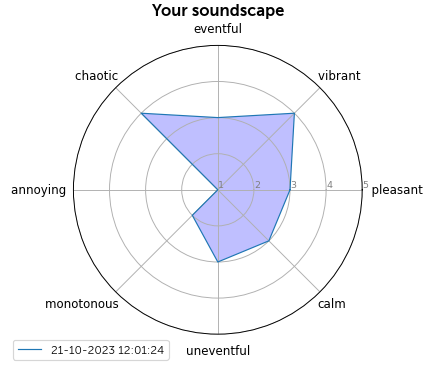 Your soundscape
eventful
chaotic
vibrant
annoying
1
2
3
4
5
pleasant
monotonous
calm
uneventful
21-10-2023 12:01:24